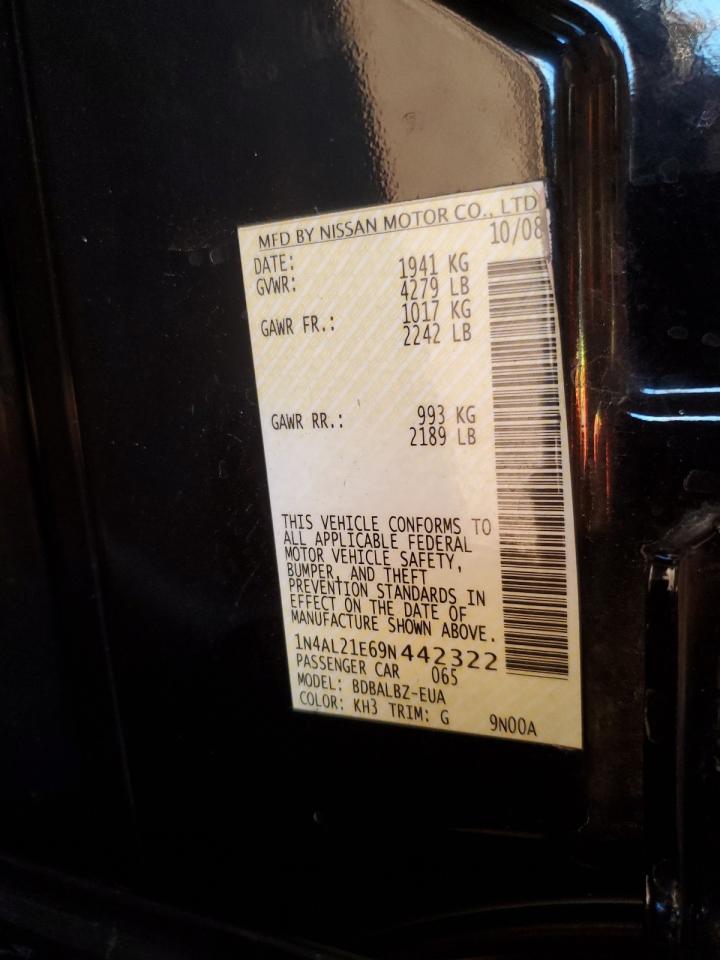 MFD BY NISSAN MOTOR CO., LTD
DATE: 10/08
GVWR: 1941 KG
4279 LB
GAWR FR.: 1017 KG
2242 LB
GAWR RR.: 993 KG
2189 LB
THIS VEHICLE CONFORMS TO
ALL APPLICABLE FEDERAL
MOTOR VEHICLE SAFETY,
BUMPER, AND THEFT
PREVENTION STANDARDS IN
EFFECT ON THE DATE OF
MANUFACTURE SHOWN ABOVE.
1N4AL21E69N442322
PASSENGER CAR 065
MODEL: BDBALBZ-EUA
COLOR: KH3 TRIM: G 9N00A